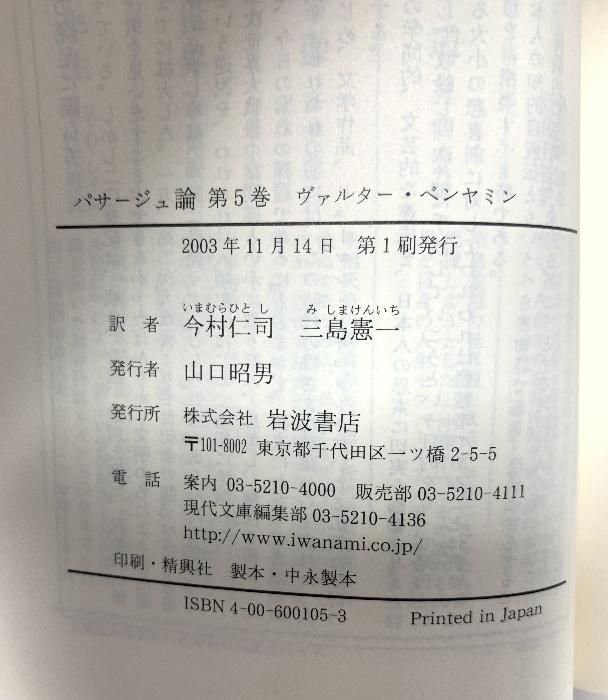 パサージュ論 第5巻　ヴァルター・ベンヤミン
2003年11月14日　第1刷発行
いまむらひとし　みしまけんいち
訳者　今村仁司　三島憲一
発行者　山口昭男
発行所　株式会社 岩波書店
〒101-8002 東京都千代田区一ツ橋2-5-5
電話　案内 03-5210-4000　販売部 03-5210-4111
現代文庫編集部 03-5210-4136
http://www.iwanami.co.jp/
印刷・精興社　製本・中永製本
ISBN 4-00-600105-3　Printed in Japan